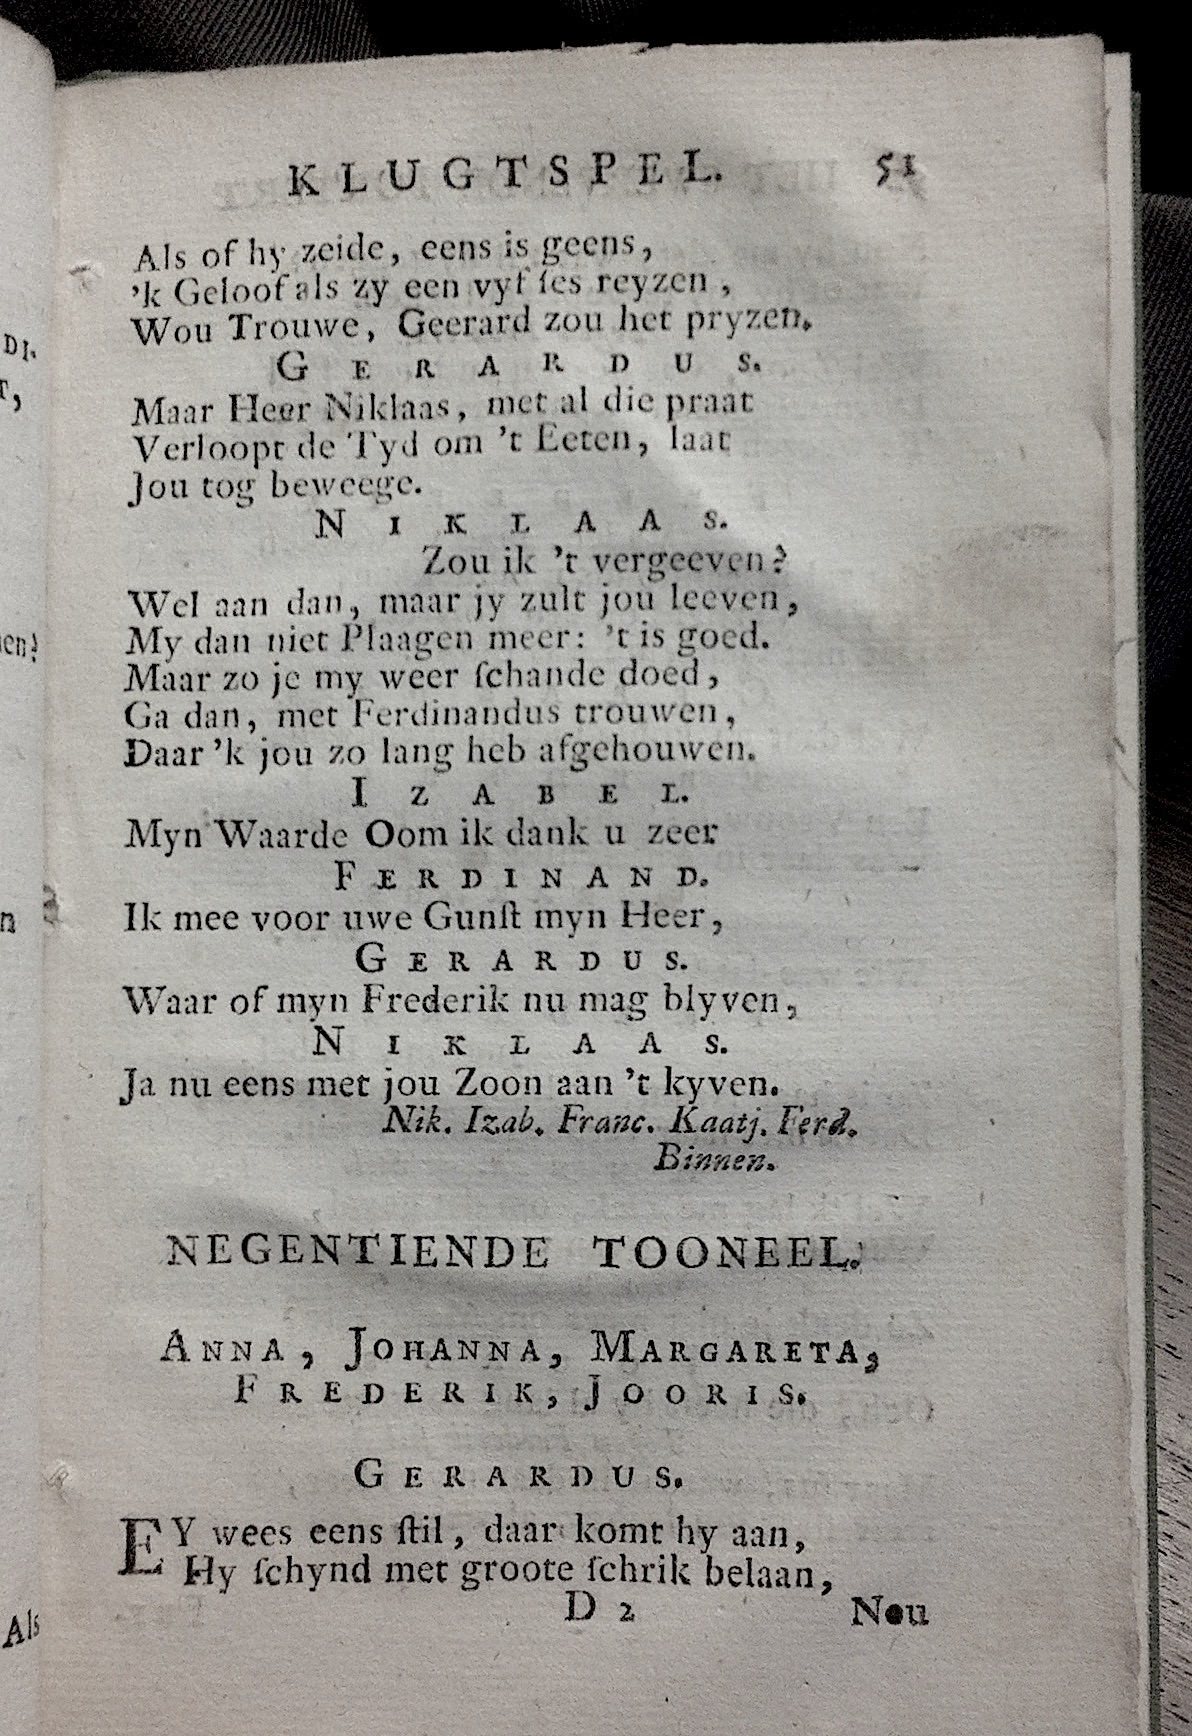 KLUGTSPEL. 51
Als of hy zeide, eens is geens,
'k Geloof als zy een vyf ſes reyzen,
Wou Trouwe, Geerard zou het pryzen.
GERARDUS.
Maar Heer Niklaas, met al die praat
Verloopt de Tyd om 't Eeten, laat
Jou tog beweege.
NIKLAAS.
Zou ik 't vergeeven?
Wel aan dan, maar jy zult jou leeven,
My dan niet Plaagen meer: 't is goed.
Maar zo je my weer ſchande doed,
Ga dan, met Ferdinandus trouwen,
Daar 'k jou zo lang heb afgehouwen.
IZABEL.
Myn Waarde Oom ik dank u zeer
FERDINAND.
Ik mee voor uwe Gunſt myn Heer,
GERARDUS.
Waar of myn Frederik nu mag blyven,
NIKLAAS.
Ja nu eens met jou Zoon aan 't kyven.
Nik. Izab. Franc. Kaatj. Ferd.
Binnen.
NEGENTIENDE TOONEEL.
ANNA, JOHANNA, MARGARETA,
FREDERIK, JOORIS.
GERARDUS.
EY wees eens ſtil, daar komt hy aan,
Hy ſchynd met groote ſchrik belaan,
D 2 Nou